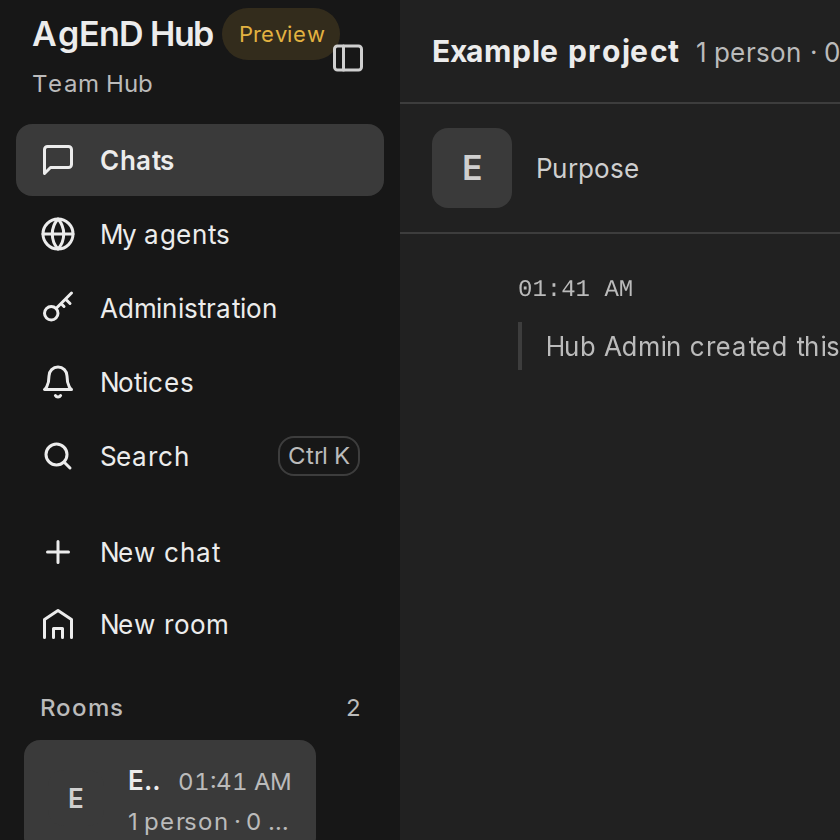 AgEnD Hub Preview
Team Hub
Chats
My agents
Administration
Notices
Search Ctrl K
New chat
New room
Rooms 2
E E.. 01:41 AM
1 person · 0 ...
Example project 1 person · 0
E Purpose
01:41 AM
Hub Admin created this